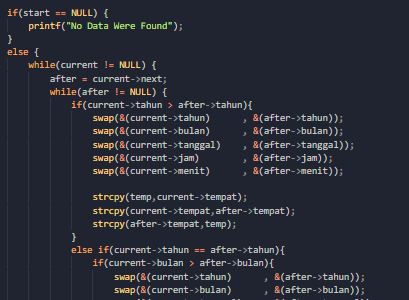 if(start == NULL) {
    printf("No Data Were Found");
}
else {
    while(current != NULL) {
        after = current->next;
        while(after != NULL) {
            if(current->tahun > after->tahun){
                swap(&(current->tahun)     , &(after->tahun));
                swap(&(current->bulan)     , &(after->bulan));
                swap(&(current->tanggal)   , &(after->tanggal));
                swap(&(current->jam)       , &(after->jam));
                swap(&(current->menit)     , &(after->menit));

                strcpy(temp,current->tempat);
                strcpy(current->tempat,after->tempat);
                strcpy(after->tempat,temp);
            }
            else if(current->tahun == after->tahun){
                if(current->bulan > after->bulan){
                    swap(&(current->tahun)     , &(after->tahun));
                    swap(&(current->bulan)     , &(after->bulan));